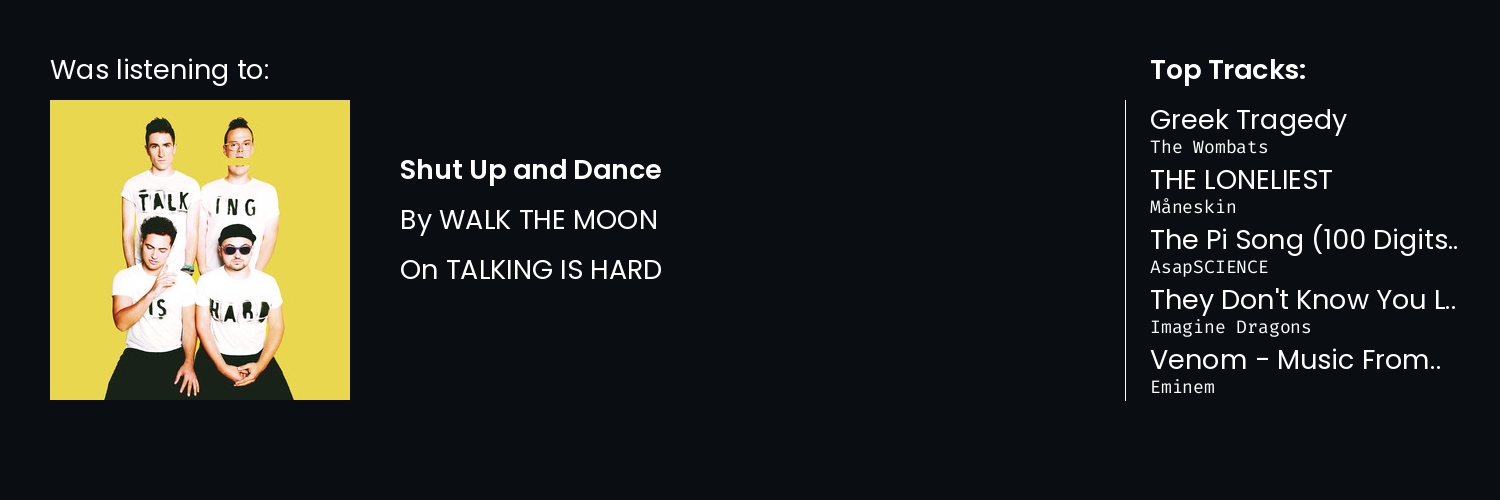 Was listening to:
TALK ING
IS HARD
Shut Up and Dance
By WALK THE MOON
On TALKING IS HARD
Top Tracks:
Greek Tragedy
The Wombats
THE LONELIEST
Måneskin
The Pi Song (100 Digits..
AsapSCIENCE
They Don't Know You L..
Imagine Dragons
Venom - Music From..
Eminem